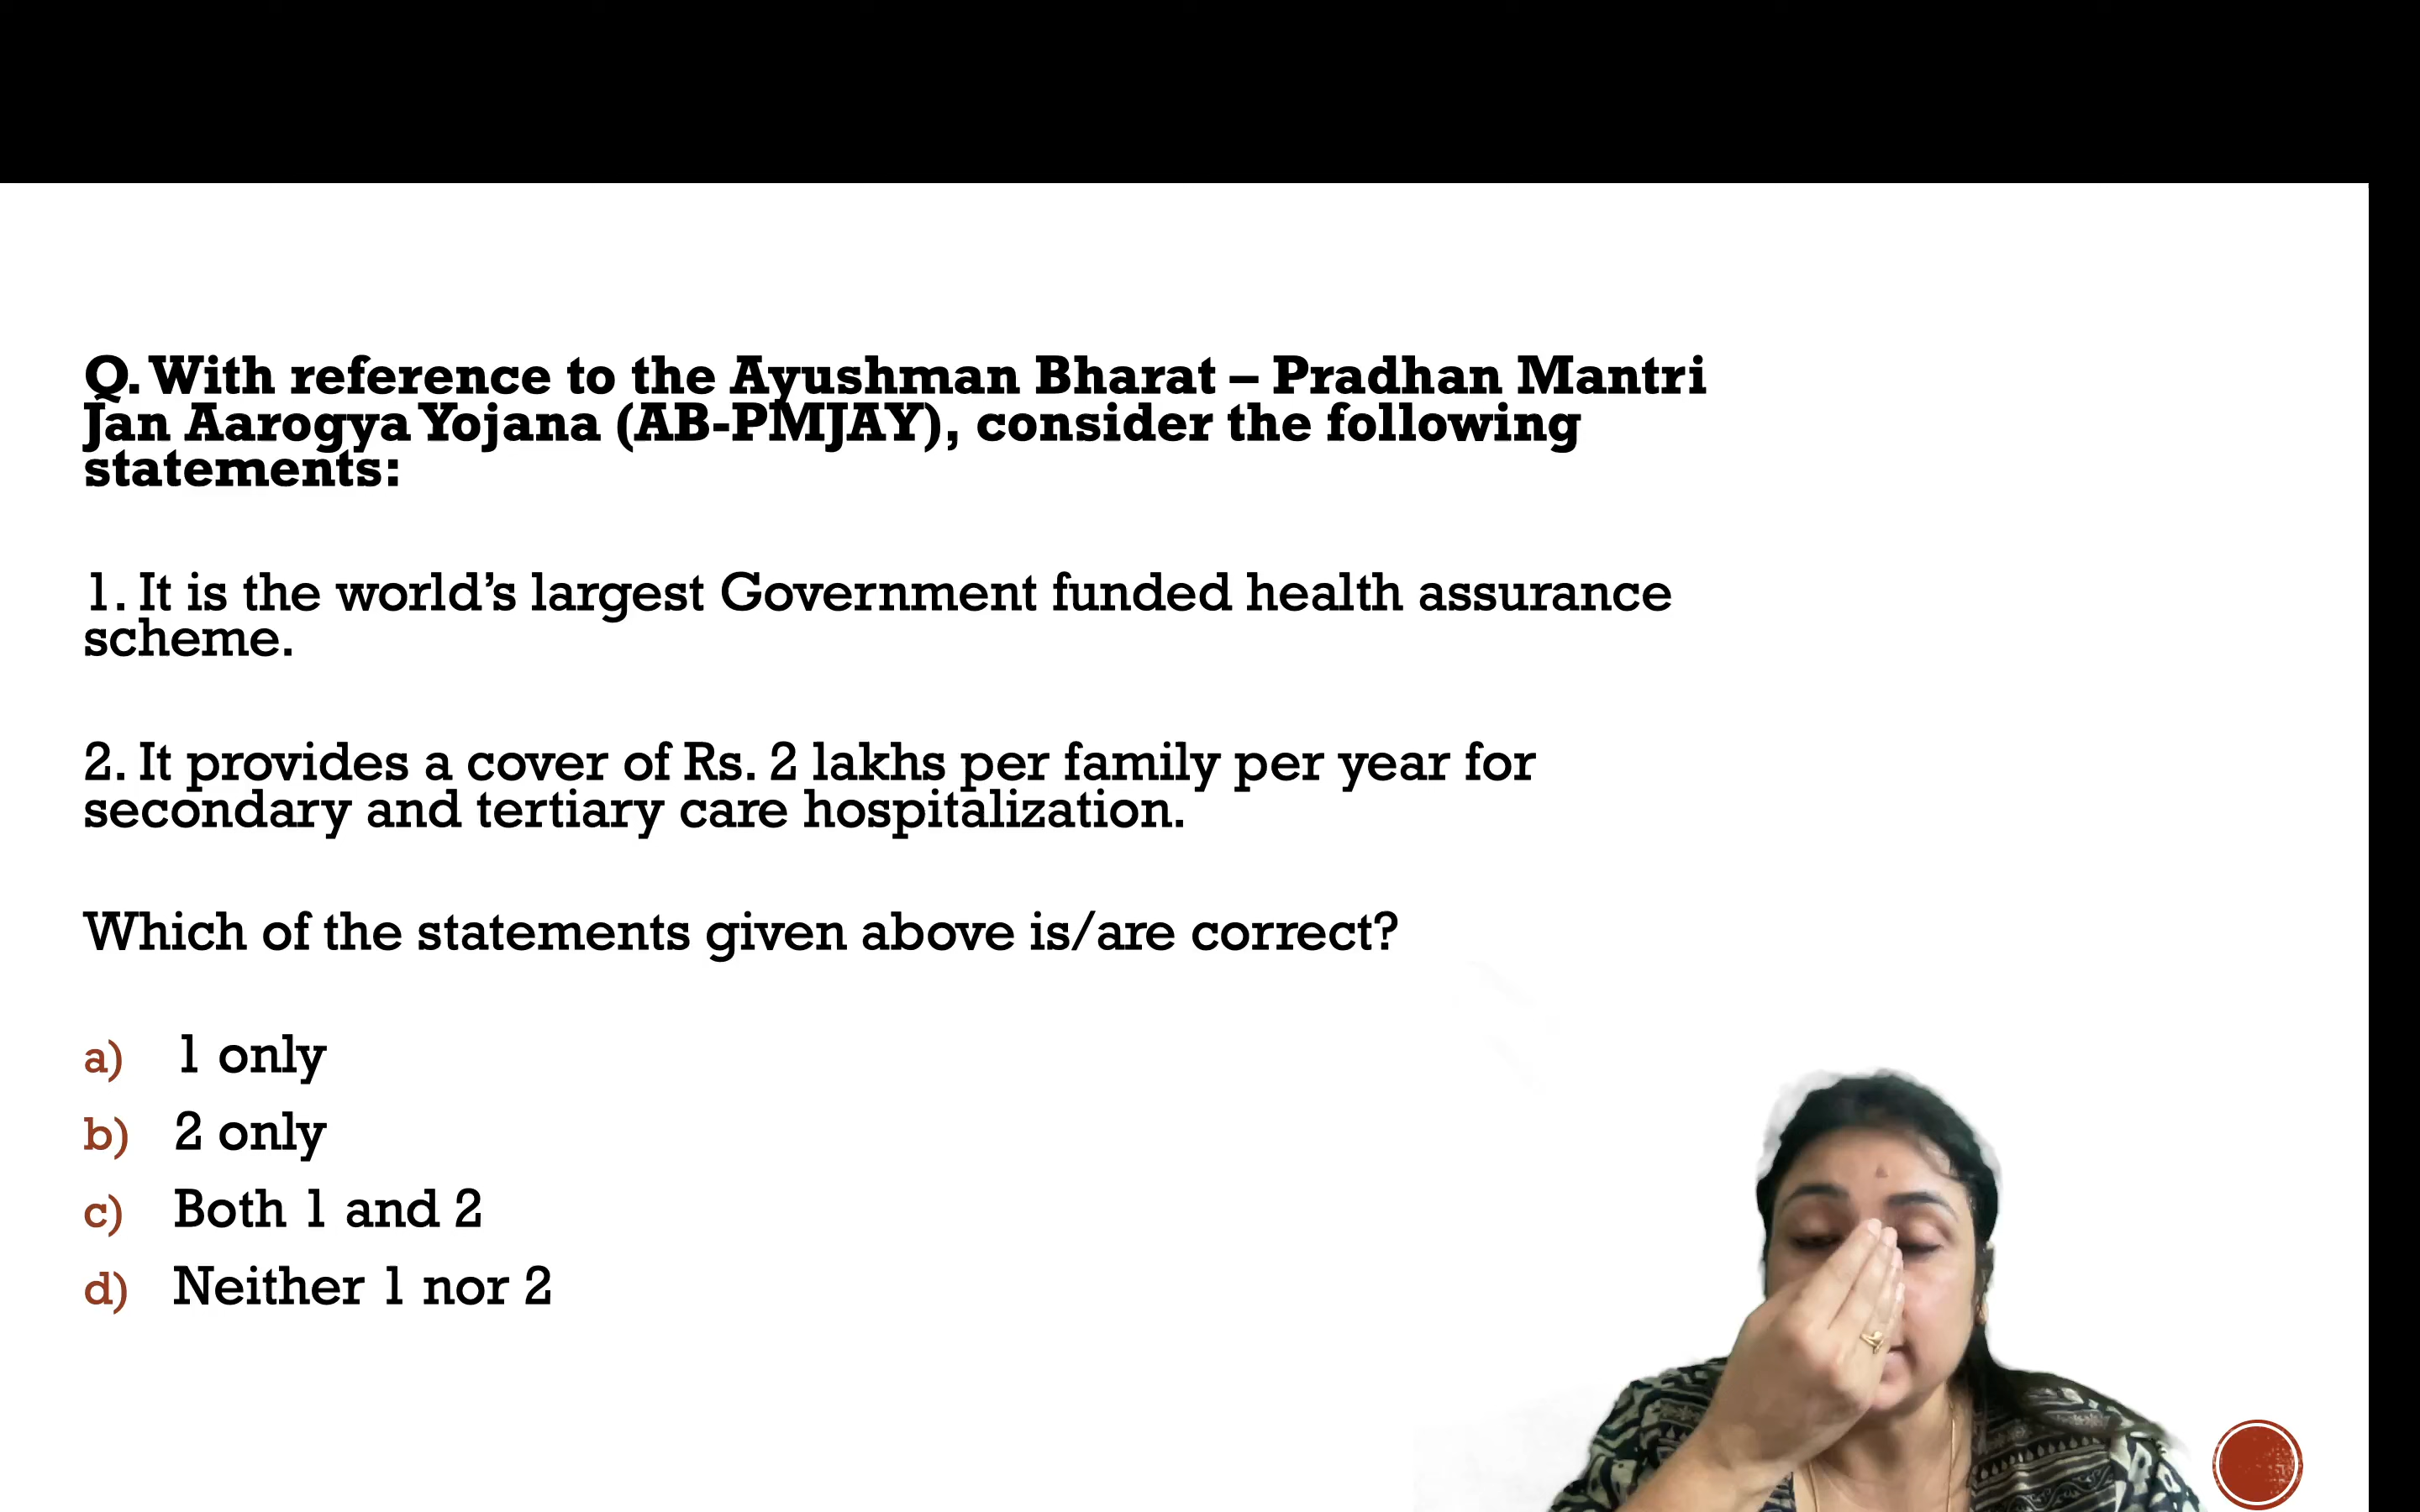 Q. With reference to the Ayushman Bharat – Pradhan Mantri
Jan Aarogya Yojana (AB-PMJAY), consider the following
statements:
1. It is the world’s largest Government funded health assurance
scheme.
2. It provides a cover of Rs. 2 lakhs per family per year for
secondary and tertiary care hospitalization.
Which of the statements given above is/are correct?
a) 1 only
b) 2 only
c) Both 1 and 2
d) Neither 1 nor 2